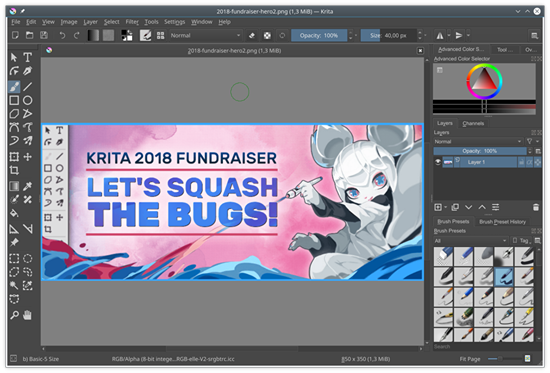 2018-fundraiser-hero2.png (1,3 MiB) — Krita
File Edit View Image Layer Select Filter Tools Settings Window Help
Normal
Opacity: 100%
Size: 40,00 px
2018-fundraiser-hero2.png (1,3 MiB)
Advanced Color S... Tool ... Ov...
Advanced Color Selector
KRITA 2018 FUNDRAISER
LET'S SQUASH
THE BUGS!
Layers Channels
Layers
Normal
Opacity: 100%
Layer 1
Brush Presets Brush Preset History
Brush Presets
All
Tag
Search
b) Basic-5 Size
RGB/Alpha (8-bit intege...RGB-elle-V2-srgbtrc.icc
850 x 350 (1,3 MiB)
Fit Page